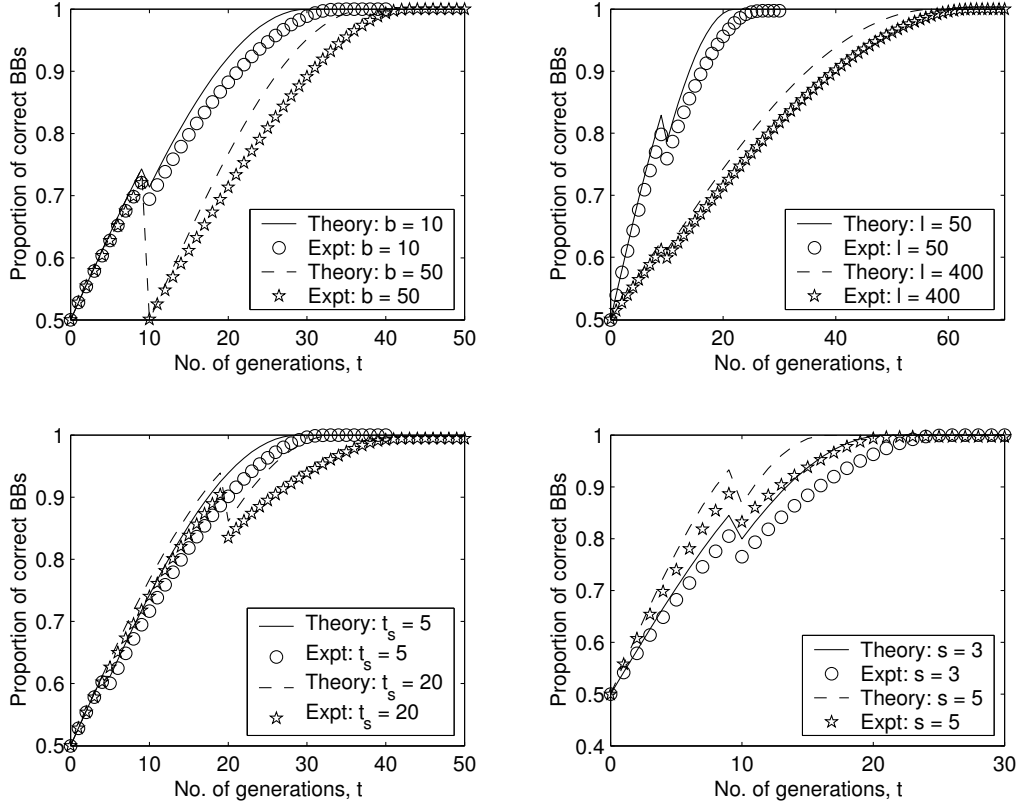 Proportion of correct BBs
1
0.9
0.8
0.7
0.6
0.5
0 10 20 30 40 50
No. of generations, t
Theory: b = 10
Expt: b = 10
Theory: b = 50
Expt: b = 50
Proportion of correct BBs
1
0.9
0.8
0.7
0.6
0.5
0 20 40 60
No. of generations, t
Theory: l = 50
Expt: l = 50
Theory: l = 400
Expt: l = 400
Proportion of correct BBs
1
0.9
0.8
0.7
0.6
0.5
0 10 20 30 40 50
No. of generations, t
Theory: t_s = 5
Expt: t_s = 5
Theory: t_s = 20
Expt: t_s = 20
Proportion of correct BBs
1
0.9
0.8
0.7
0.6
0.5
0.4
0 10 20 30
No. of generations, t
Theory: s = 3
Expt: s = 3
Theory: s = 5
Expt: s = 5